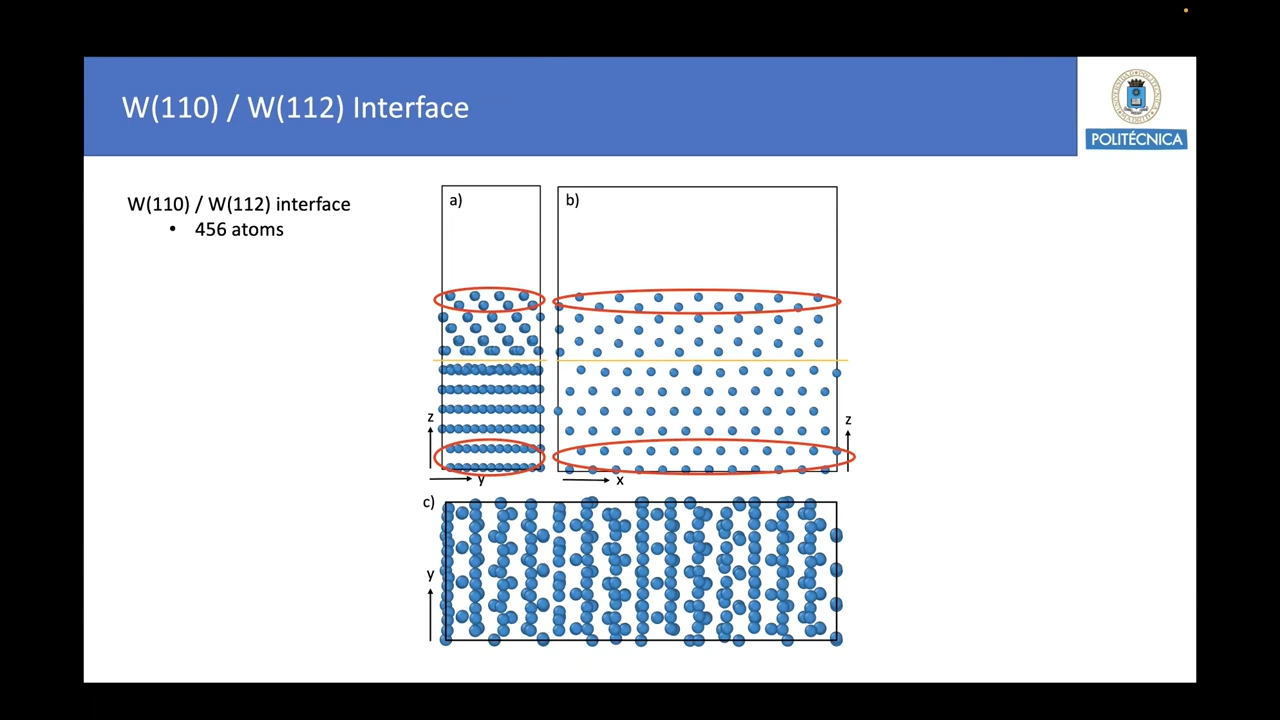 W(110) / W(112) Interface
POLITÉCNICA
W(110) / W(112) interface
• 456 atoms
a)
b)
z
y
z
x
c)
y